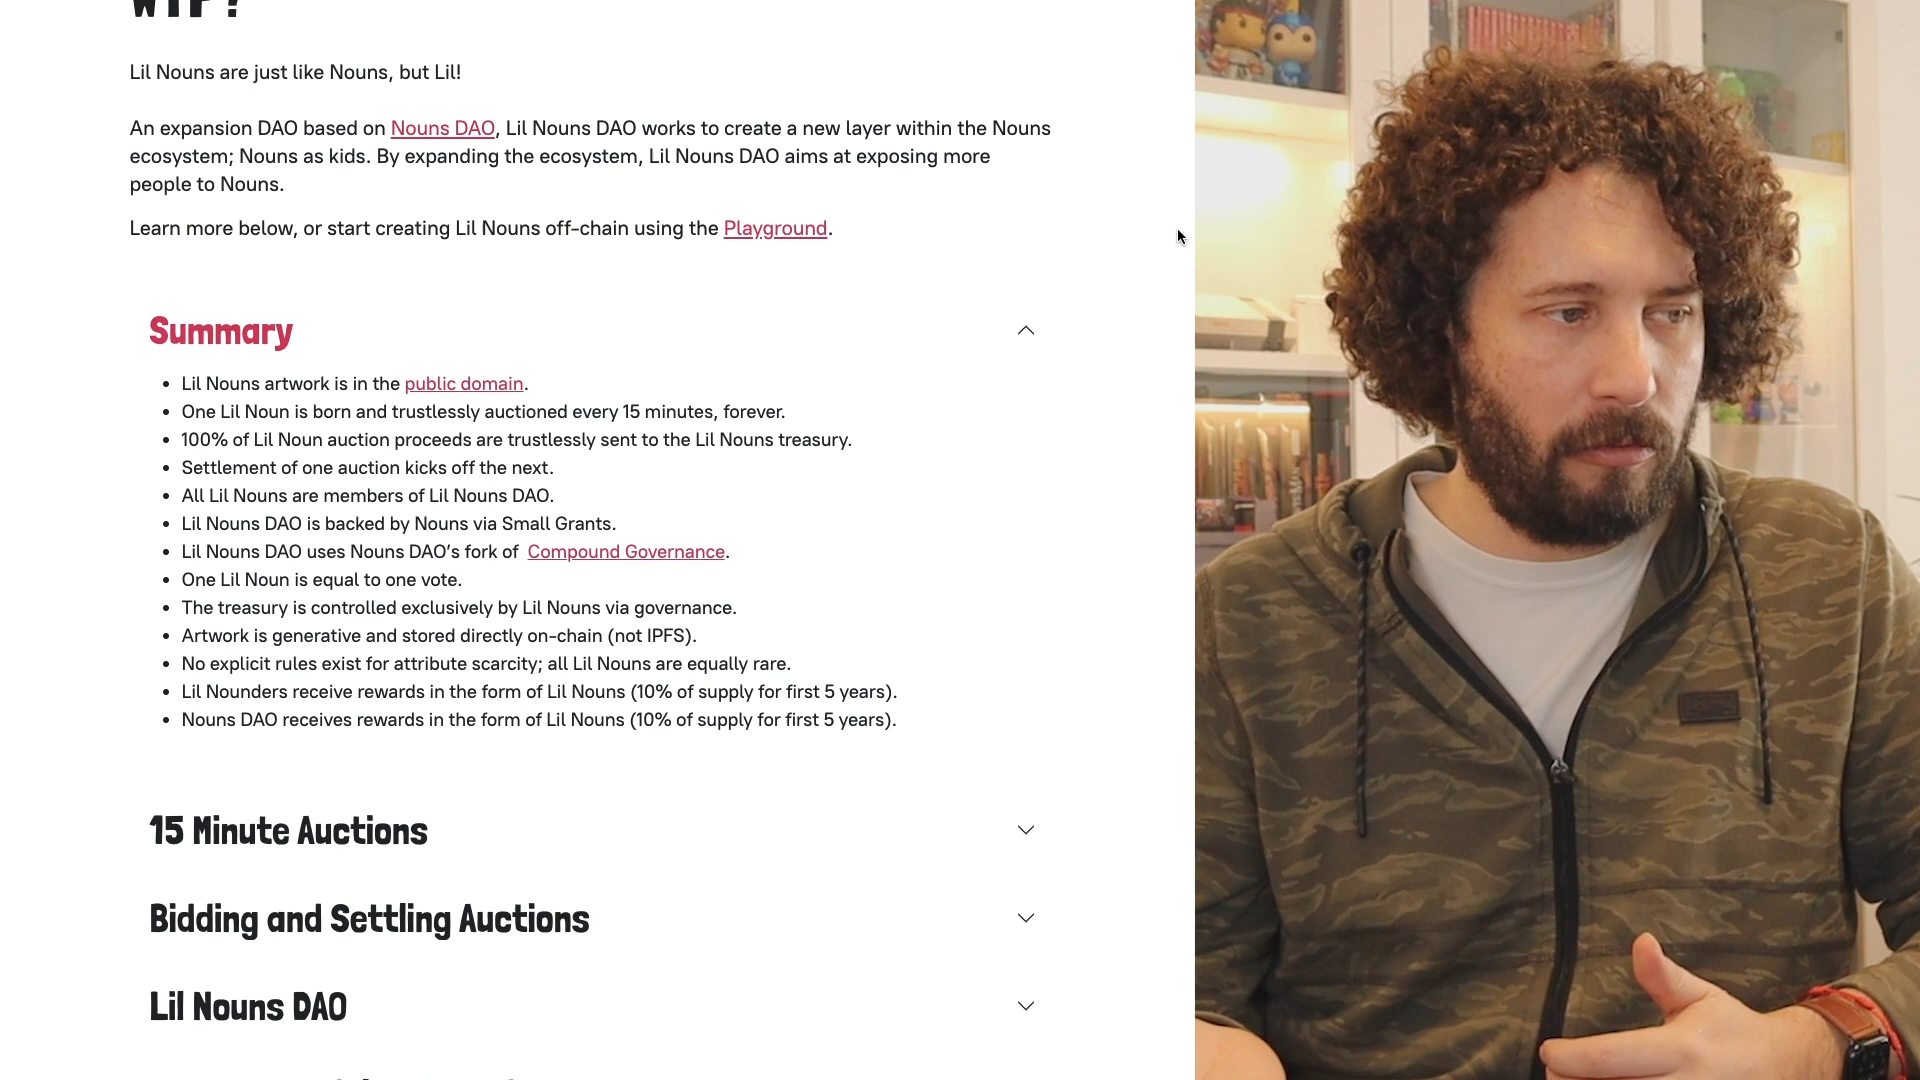 WTF?
Lil Nouns are just like Nouns, but Lil!
An expansion DAO based on Nouns DAO, Lil Nouns DAO works to create a new layer within the Nouns
ecosystem; Nouns as kids. By expanding the ecosystem, Lil Nouns DAO aims at exposing more
people to Nouns.
Learn more below, or start creating Lil Nouns off-chain using the Playground.
Summary
Lil Nouns artwork is in the public domain.
One Lil Noun is born and trustlessly auctioned every 15 minutes, forever.
100% of Lil Noun auction proceeds are trustlessly sent to the Lil Nouns treasury.
Settlement of one auction kicks off the next.
All Lil Nouns are members of Lil Nouns DAO.
Lil Nouns DAO is backed by Nouns via Small Grants.
Lil Nouns DAO uses Nouns DAO’s fork of Compound Governance.
One Lil Noun is equal to one vote.
The treasury is controlled exclusively by Lil Nouns via governance.
Artwork is generative and stored directly on-chain (not IPFS).
No explicit rules exist for attribute scarcity; all Lil Nouns are equally rare.
Lil Nounders receive rewards in the form of Lil Nouns (10% of supply for first 5 years).
Nouns DAO receives rewards in the form of Lil Nouns (10% of supply for first 5 years).
15 Minute Auctions
Bidding and Settling Auctions
Lil Nouns DAO